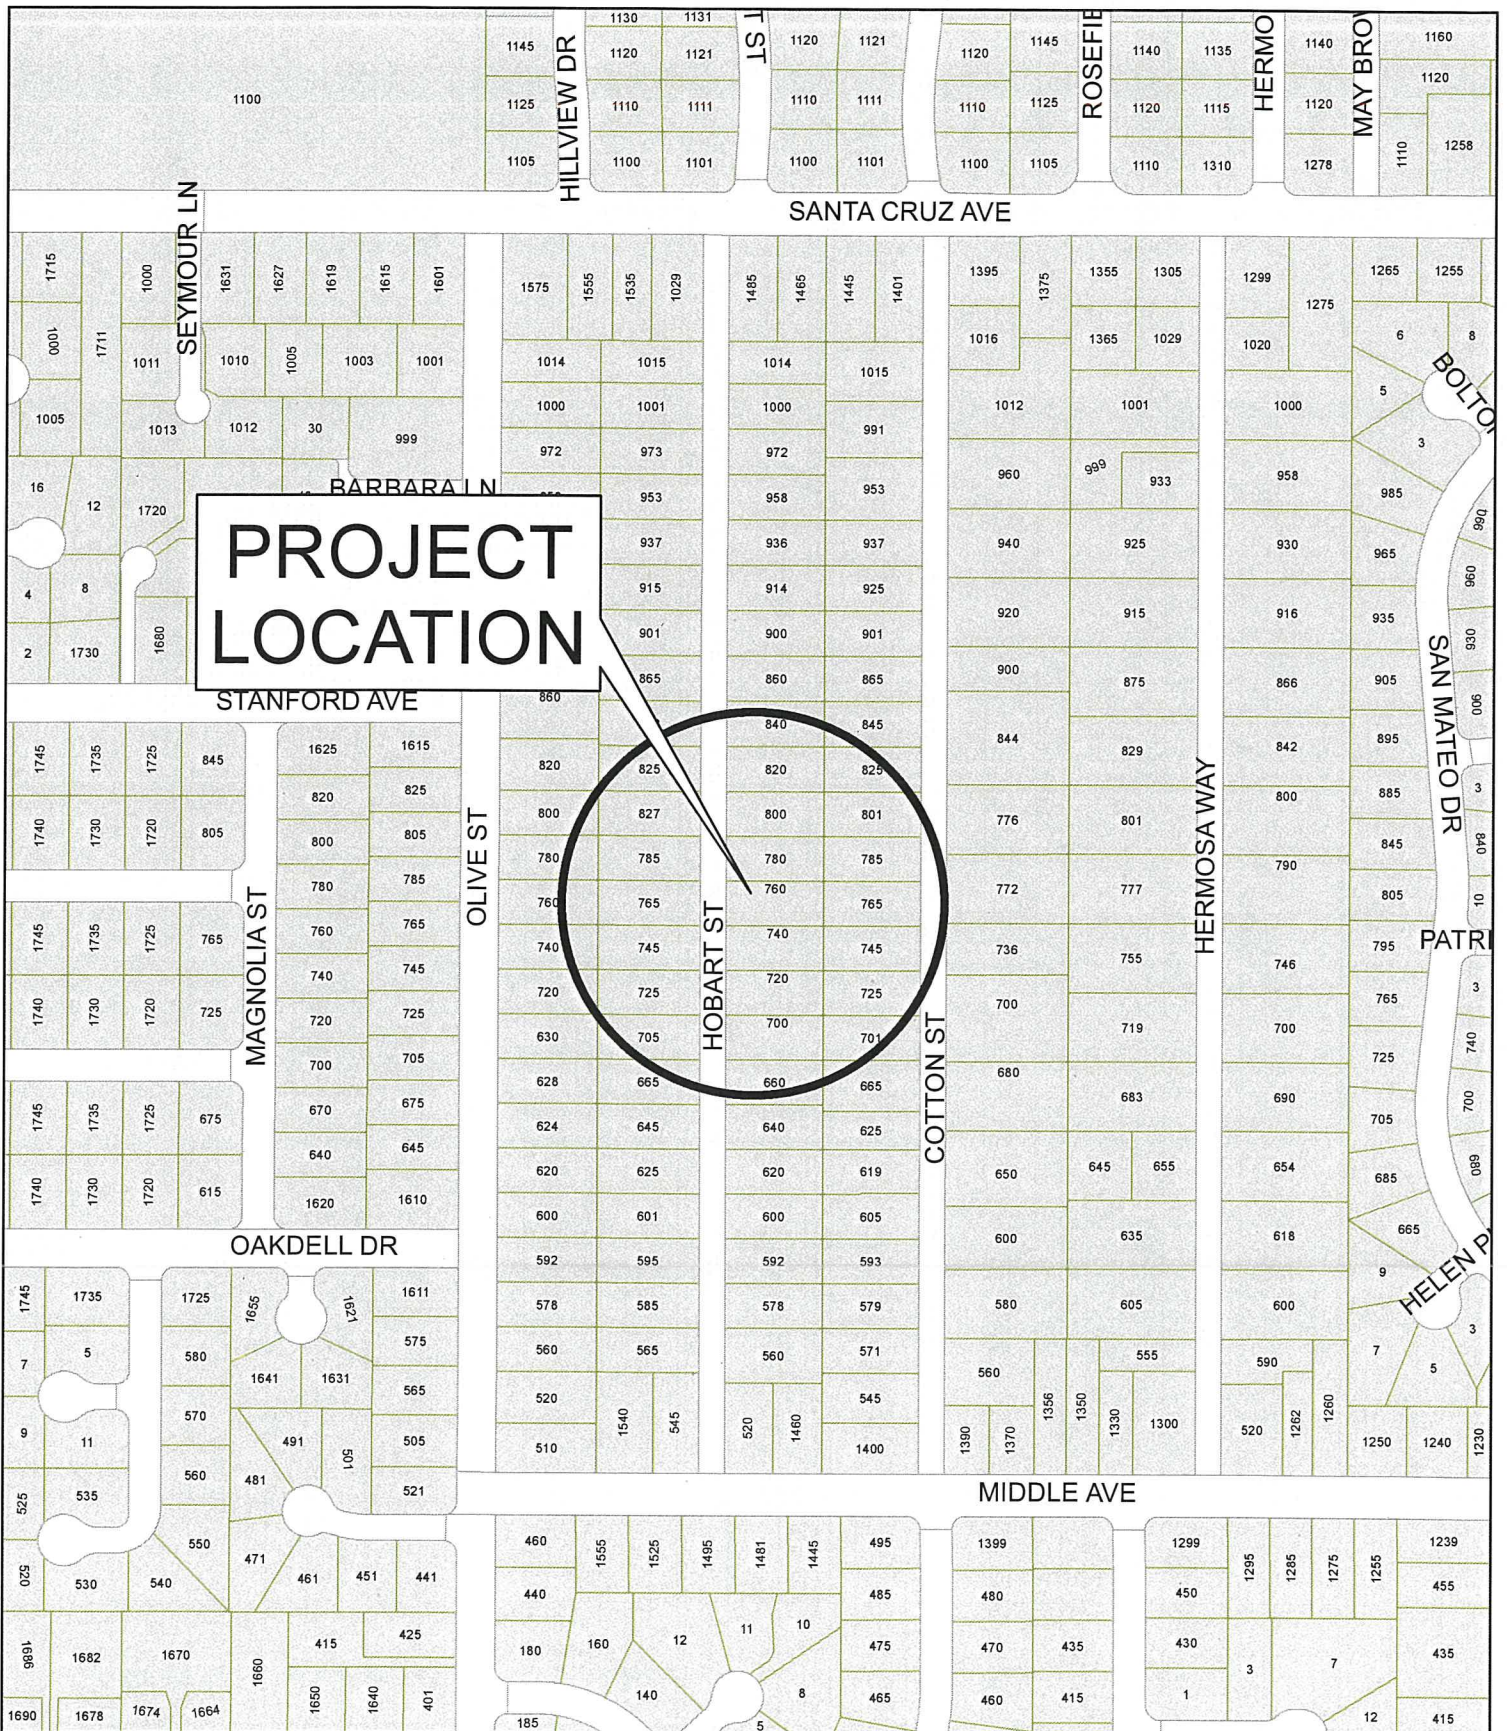 1130 1131
1145 1120 1121 1120 1121 1120 1145 1140 1135 1140 1160
1120
1100 1125 1110 1111 1110 1111 1110 1125 1120 1115 1120
1105 1100 1101 1100 1101 1100 1105 1110 1310 1278 1110 1258
HILLVIEW DR
T ST
ROSEFIE
HERMO
MAY BROV
SANTA CRUZ AVE
SEYMOUR LN
1715 1000 1631 1627 1619 1615 1601 1575 1555 1535 1029 1485 1465 1445 1401 1395 1375 1355 1305 1299 1275 1265 1255
1000 1711 1011 1010 1005 1003 1001 1014 1015 1014 1015 1016 1365 1029 1020 6 8
BOLTO
1005 1013 1012 30 999 1000 1001 1000 991 1012 1001 1000 5 3
972 973 972 953 960 999 933 958 985 990
16 12 1720
BARBARA LN
953 958
PROJECT
LOCATION
937 936 937 940 925 930 965 960
4 8 915 914 925 920 915 916 935 930
2 1730 1680 901 900 901 900
865 860 865 875 866 905 900
STANFORD AVE
860 840 845
SAN MATEO DR
1745 1735 1725 845 1625 1615 820 825 820 825 844 829 842 895
820 825 800 827 800 801 776 801 800 885 3
1740 1730 1720 805 800 805 780 785 780 785 845 840
780 785 760 765 760 765 772 777 790 805 10
OLIVE ST
HERMOSA WAY
MAGNOLIA ST
HOBART ST
COTTON ST
PATRI
1745 1735 1725 765 760 765 740 745 740 745 736 755 746 795
740 745 720 725 720 725 700 765 3
1740 1730 1720 725 720 725 630 705 700 701 719 700 725 740
700 705 628 665 660 665 680
1745 1735 1725 675 670 675 624 645 640 625 683 690 705 700
640 645 620 625 620 619 650 645 655 654 685 680
1740 1730 1720 615 1620 1610 600 601 600 605 600 635 618 665
OAKDELL DR
592 595 592 593 9
HELEN P
1745 1735 1725 1655 1621 1611 578 585 578 579 580 605 600 3
7 5 580 1641 1631 575 560 565 560 571 560 555 590 7 5
570 565 520 1540 545 520 1460 545 1356 1350 1330 1300 520 1262 1260
9 11 491 501 505 510 1400 1390 1370 1250 1240 1230
560 481 521
MIDDLE AVE
525 535
550 471 460 1555 1525 1495 1481 1445 495 1399 1299 1295 1285 1275 1255 1239
520 530 540 461 451 441 440 485 480 450 455
1686 1682 1670 1660 415 425 180 160 12 11 10 475 470 435 430 3 7 435
1690 1678 1674 1664 1650 1640 401 140 8 465 460 415 1 12 415
185 5